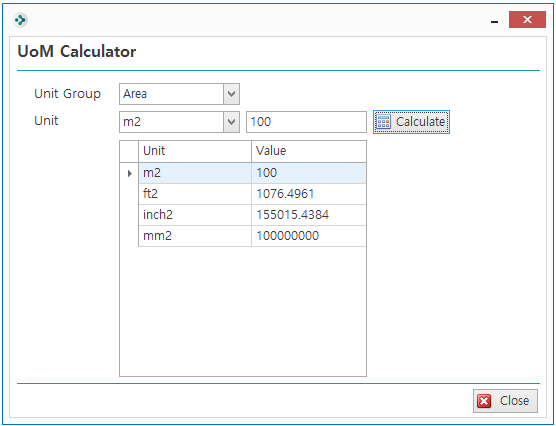 UoM Calculator
Unit Group Area
Unit m2 100 Calculate
Unit Value
m2 100
ft2 1076.4961
inch2 155015.4384
mm2 100000000
Close